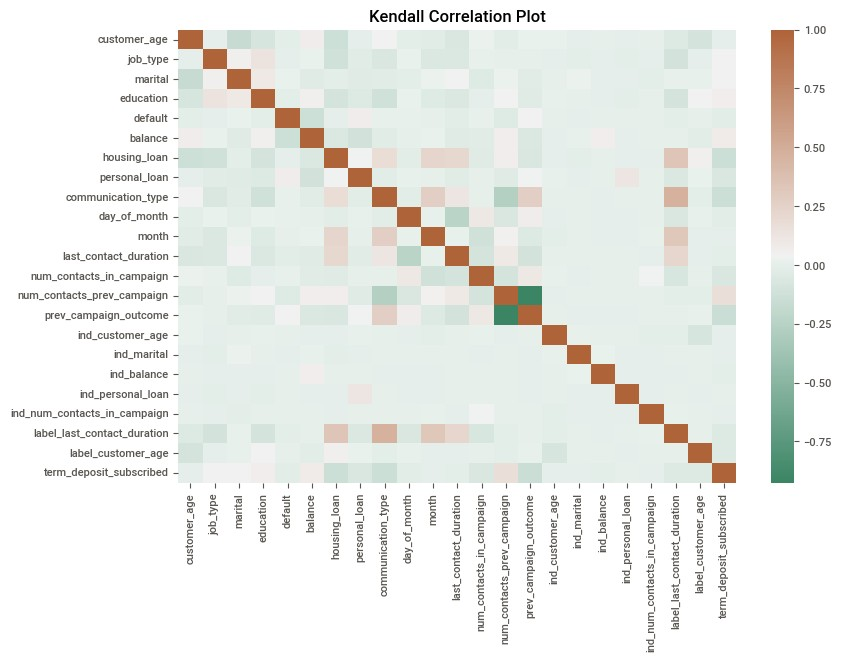 Kendall Correlation Plot
customer_age
job_type
marital
education
default
balance
housing_loan
personal_loan
communication_type
day_of_month
month
last_contact_duration
num_contacts_in_campaign
num_contacts_prev_campaign
prev_campaign_outcome
ind_customer_age
ind_marital
ind_balance
ind_personal_loan
ind_num_contacts_in_campaign
label_last_contact_duration
label_customer_age
term_deposit_subscribed
customer_age
job_type
marital
education
default
balance
housing_loan
personal_loan
communication_type
day_of_month
month
last_contact_duration
num_contacts_in_campaign
num_contacts_prev_campaign
prev_campaign_outcome
ind_customer_age
ind_marital
ind_balance
ind_personal_loan
ind_num_contacts_in_campaign
label_last_contact_duration
label_customer_age
term_deposit_subscribed
1.00
0.75
0.50
0.25
0.00
−0.25
−0.50
−0.75